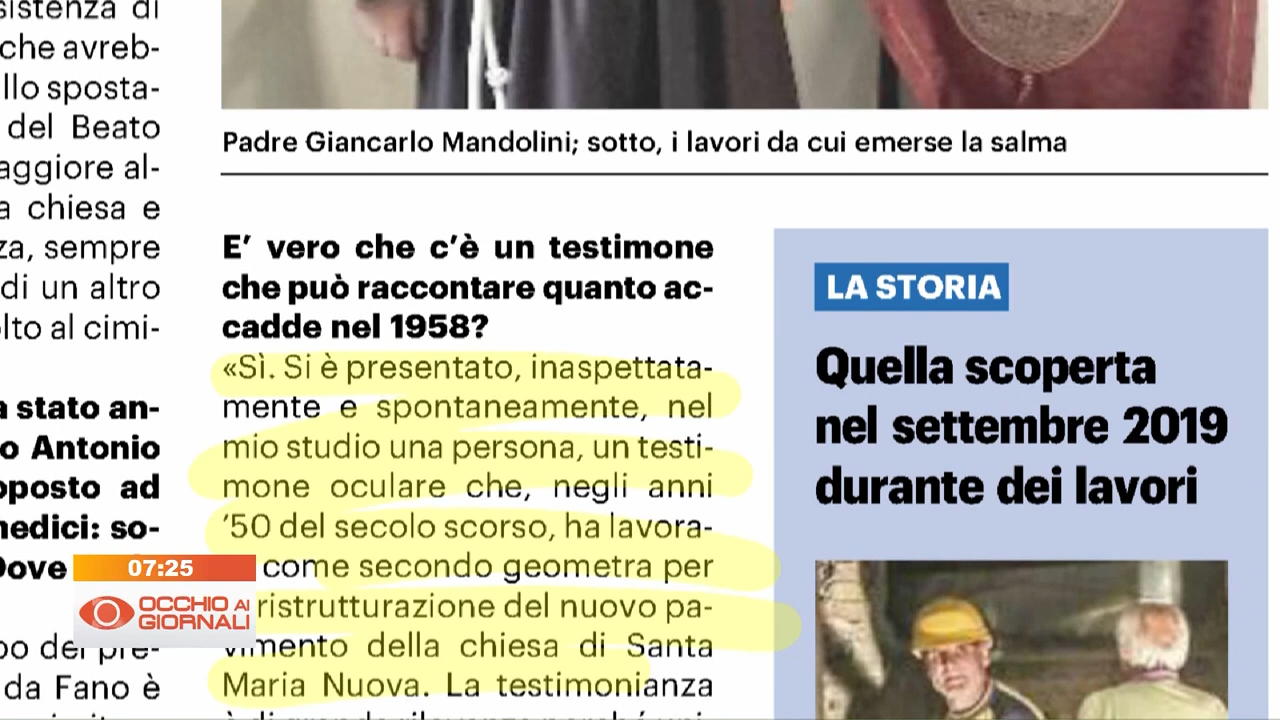 sistenza di
che avreb-
llo sposta-
del Beato
aggiore al-
a chiesa e
za, sempre
di un altro
olto al cimi-
a stato an-
o Antonio
oposto ad
medici: so-
Dove
po del pre-
da Fano è
Padre Giancarlo Mandolini; sotto, i lavori da cui emerse la salma
E' vero che c'è un testimone
che può raccontare quanto ac-
cadde nel 1958?
«Sì. Si è presentato, inaspettata-
mente e spontaneamente, nel
mio studio una persona, un testi-
mone oculare che, negli anni
'50 del secolo scorso, ha lavora-
come secondo geometra per
ristrutturazione del nuovo pa-
vimento della chiesa di Santa
Maria Nuova. La testimonianza
LA STORIA
Quella scoperta
nel settembre 2019
durante dei lavori
07:25
OCCHIO AI
GIORNALI